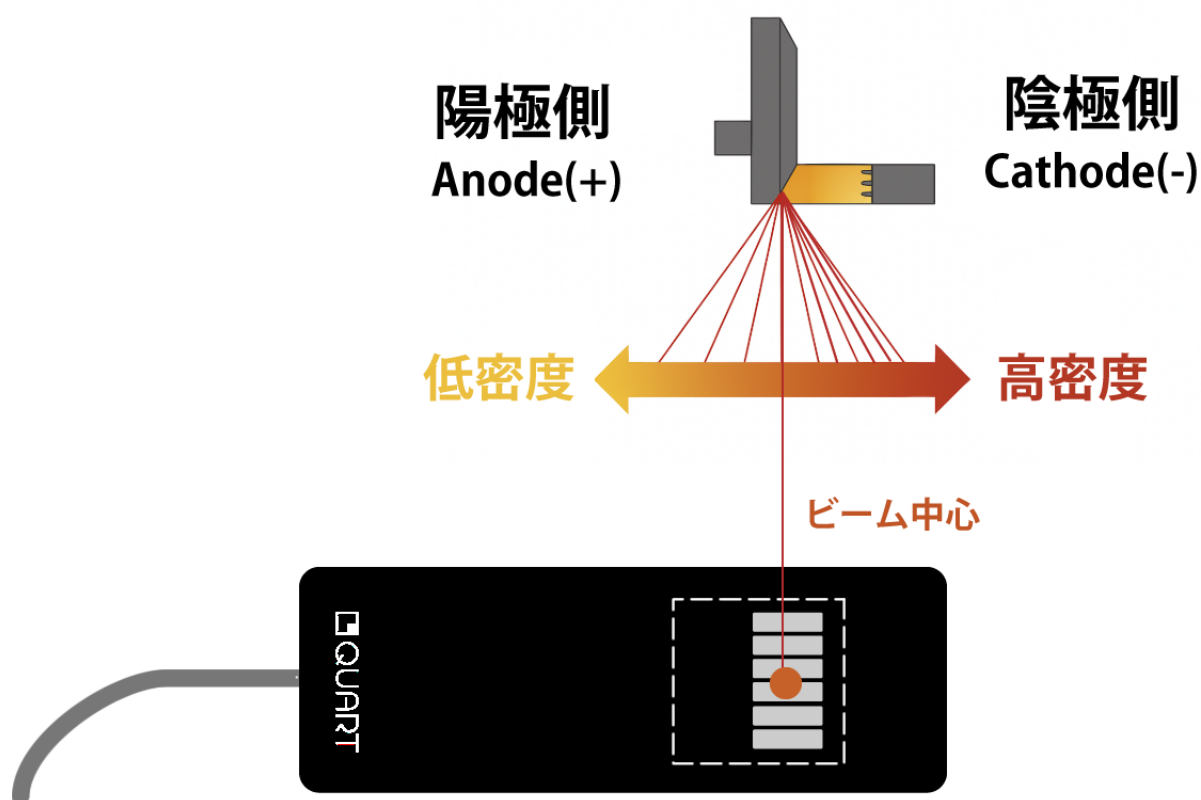 陽極側
Anode(+)
陰極側
Cathode(-)
低密度
高密度
ビーム中心
QUART